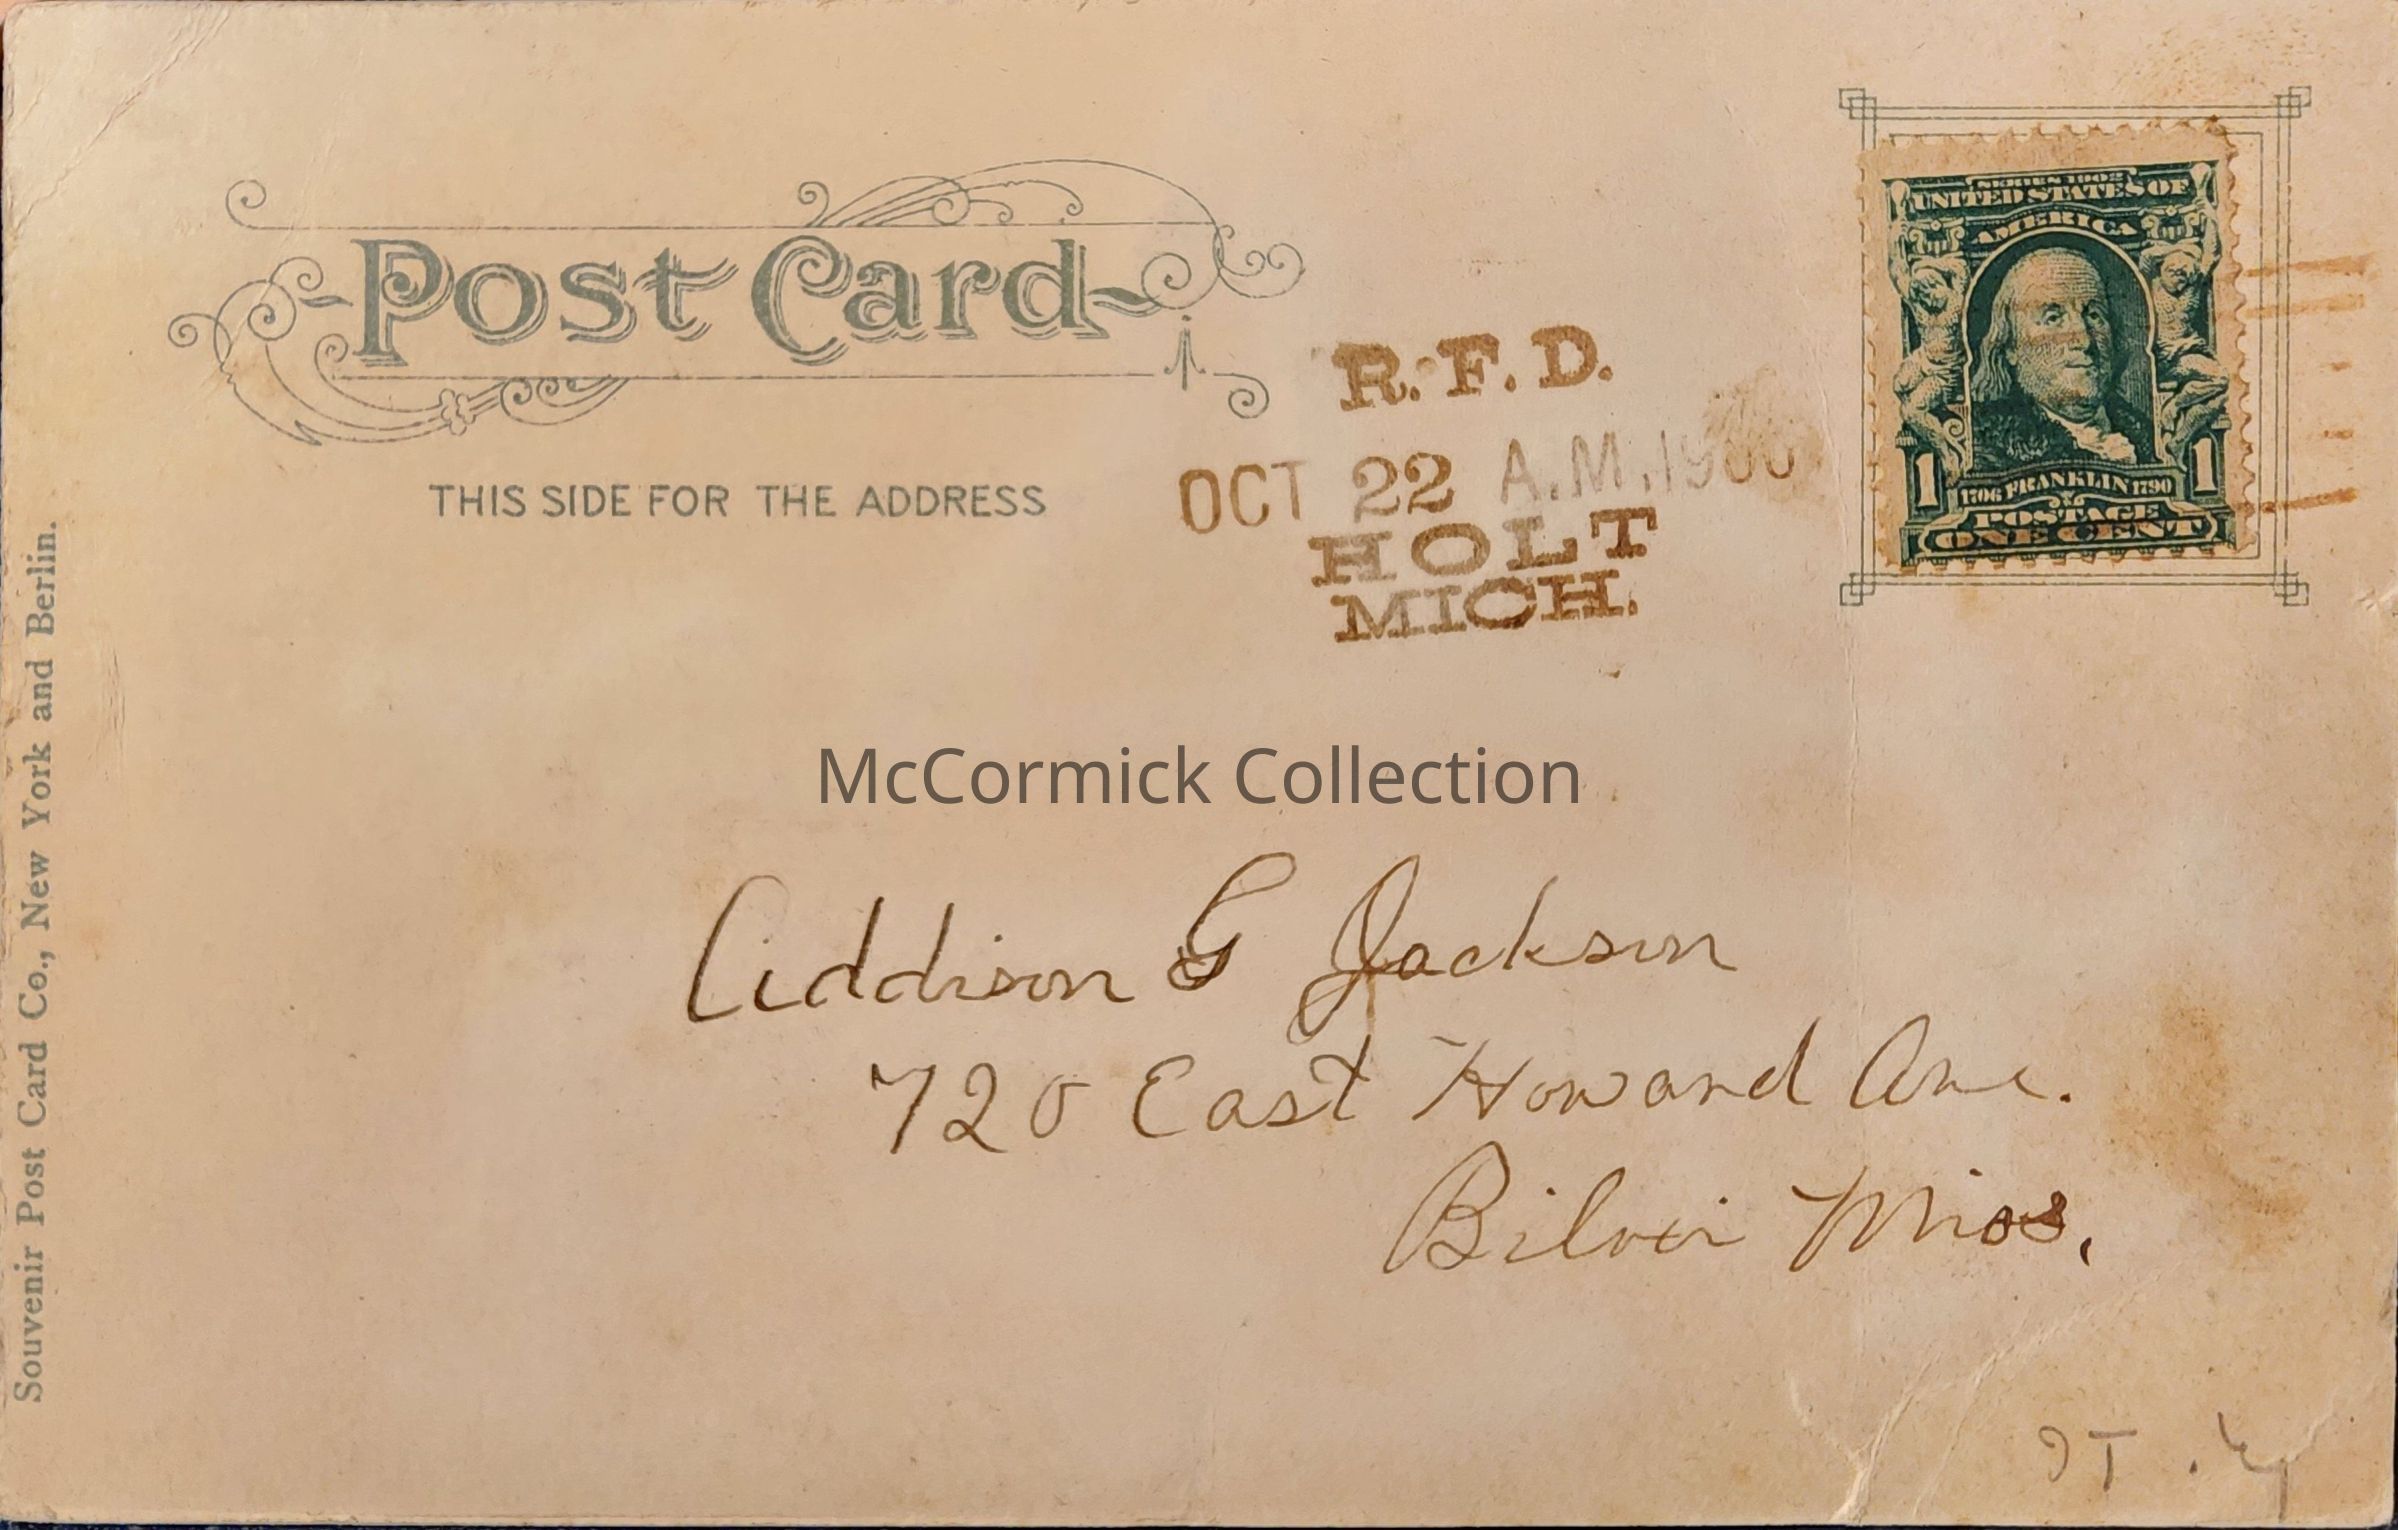 Post Card
THIS SIDE FOR THE ADDRESS
R.F.D.
OCT 22 A.M.
HOLT
MICH.
SERIES 1902
UNITED STATES OF
AMERICA
1 1
1706 FRANKLIN 1790
POSTAGE
ONE CENT
McCormick Collection
Addison G Jackson
720 East Howard Ave.
Biloxi Miss.
Souvenir Post Card Co., New York and Berlin.